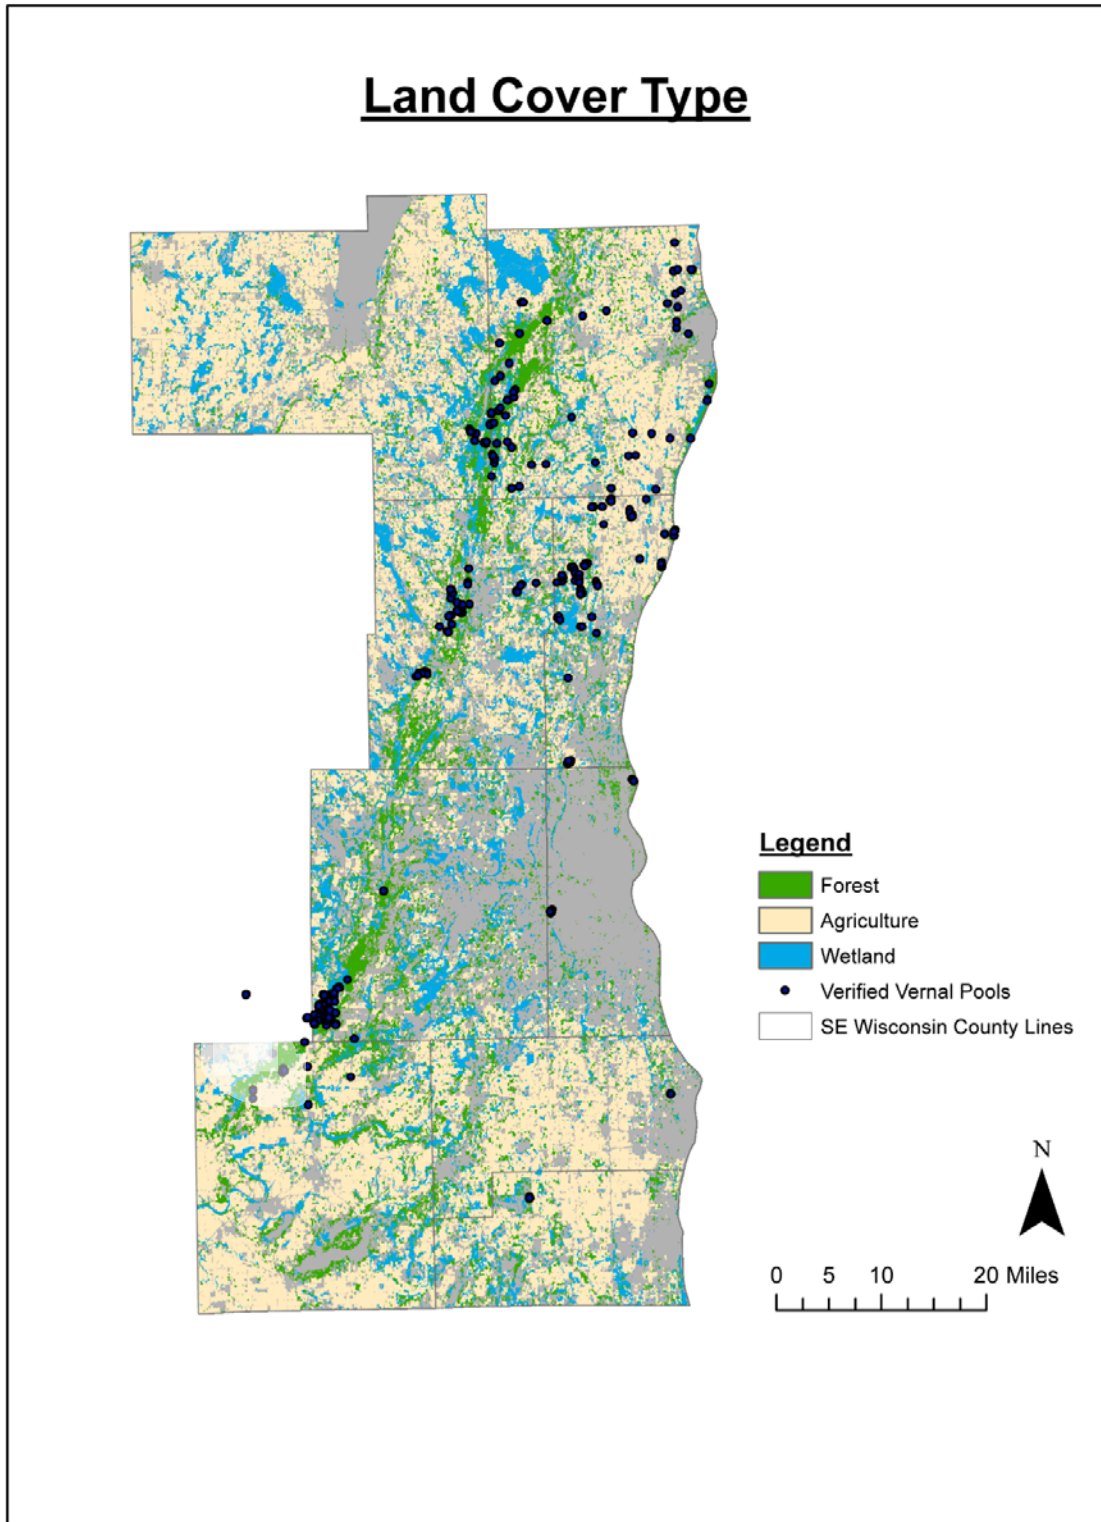 Land Cover Type
Legend
Forest
Agriculture
Wetland
Verified Vernal Pools
SE Wisconsin County Lines
N
0 5 10 20 Miles